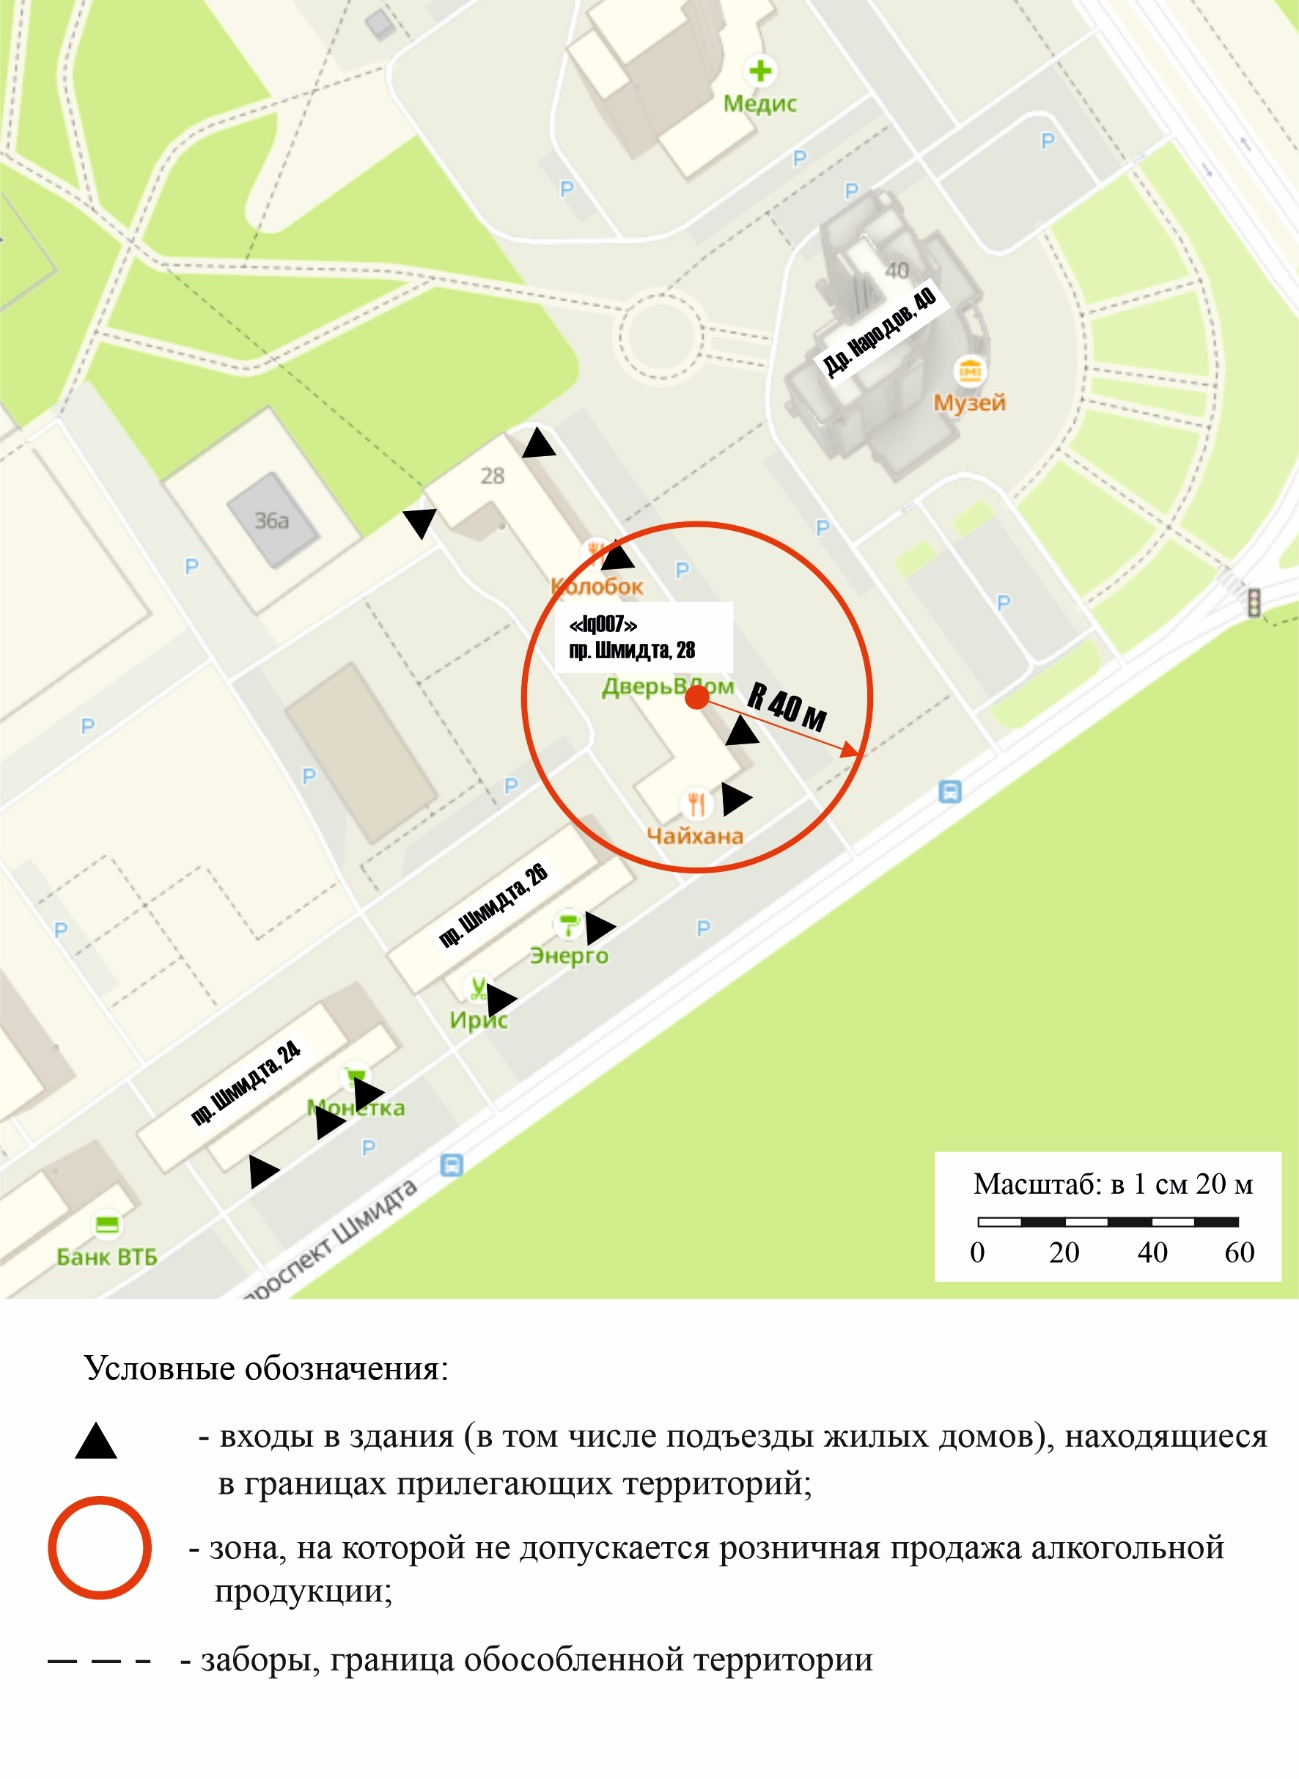 Медис
P
P
P
P
40
Др. Народов, 40
Музей
28
36а
P
P
Колобок
P
P
«Iq007»
пр. Шмидта, 28
ДверьВДом
R 40 м
P
P
P
Чайхана
пр. Шмидта, 26
P
P
Энерго
Ирис
пр. Шмидта, 24
Монетка
P
проспект Шмидта
Банк ВТБ
Масштаб: в 1 см 20 м
0 20 40 60
Условные обозначения:
- входы в здания (в том числе подъезды жилых домов), находящиеся
в границах прилегающих территорий;
- зона, на которой не допускается розничная продажа алкогольной
продукции;
- заборы, граница обособленной территории